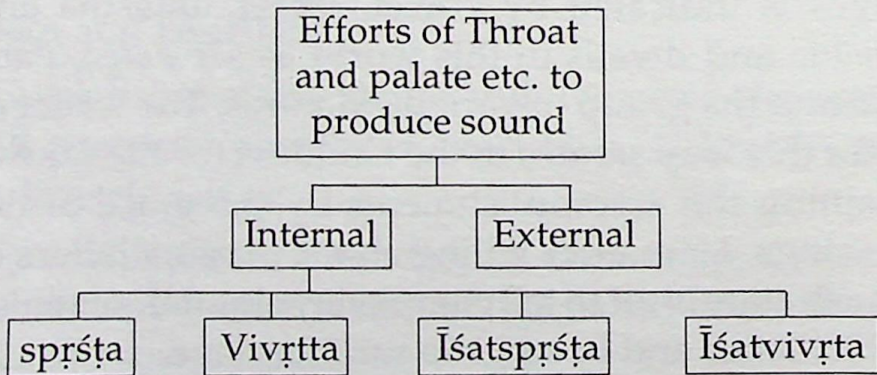 Efforts of Throat
and palate etc. to
produce sound
Internal
External
spṛśṭa
Vivṛtta
Īśatspṛśṭa
Īśatvivṛta